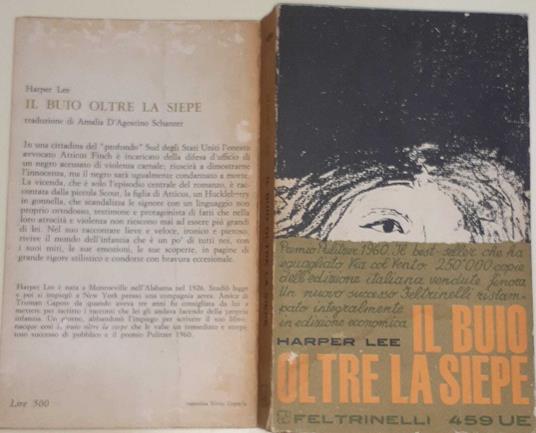 Harper Lee
IL BUIO OLTRE LA SIEPE
traduzione di Amalia D'Agostino Schanzer
In una cittadina del "profondo" Sud degli Stati Uniti l'onesto
avvocato Atticus Finch è incaricato della difesa d'ufficio di
un negro accusato di violenza carnale; riuscirà a dimostrarne
l'innocenza, ma il negro sarà ugualmente condannato a morte.
La vicenda, che è solo l'episodio centrale del romanzo, è rac-
contata dalla piccola Scout, la figlia di Atticus, un Huckleberry
in gonnella, che scandalizza le signore con un linguaggio non
proprio ortodosso, testimone e protagonista di fatti che nella
loro atrocità e violenza non riescono mai ad essere più grandi
di lei. Nel suo raccontare lieve e veloce, ironico e pietoso,
rivive il mondo dell'infanzia che è un po' di tutti noi, con
i suoi miti, le sue emozioni, le sue scoperte, in pagine di
grande rigore stilistico e condotte con bravura eccezionale.
Harper Lee è nata a Monroeville nell'Alabama nel 1926. Studiò legge
e poi si impiegò a New York presso una compagnia aerea. Amica di
Truman Capote da quando aveva tre anni fu consigliata da lui a
mettere per iscritto i racconti che lei gli andava facendo della propria
infanzia. Un giorno, abbandonò l'impiego per scrivere il suo libro,
nacque così Il buio oltre la siepe che le valse un immediato e strepi-
toso successo di pubblico e il premio Pulitzer 1960.
Lire 500
copertina Silvio Coppola
IL BUIO OLTRE LA SIEPE
Premio Pulitzer 1960. Il best-seller che ha
eguagliato Via col Vento: 250'000 copie
dell'edizione italiana vendute finora
Un nuovo successo Feltrinelli ristam-
pato integralmente
in edizione economica
HARPER LEE IL BUIO
OLTRE LA SIEPE
FELTRINELLI 459 UE